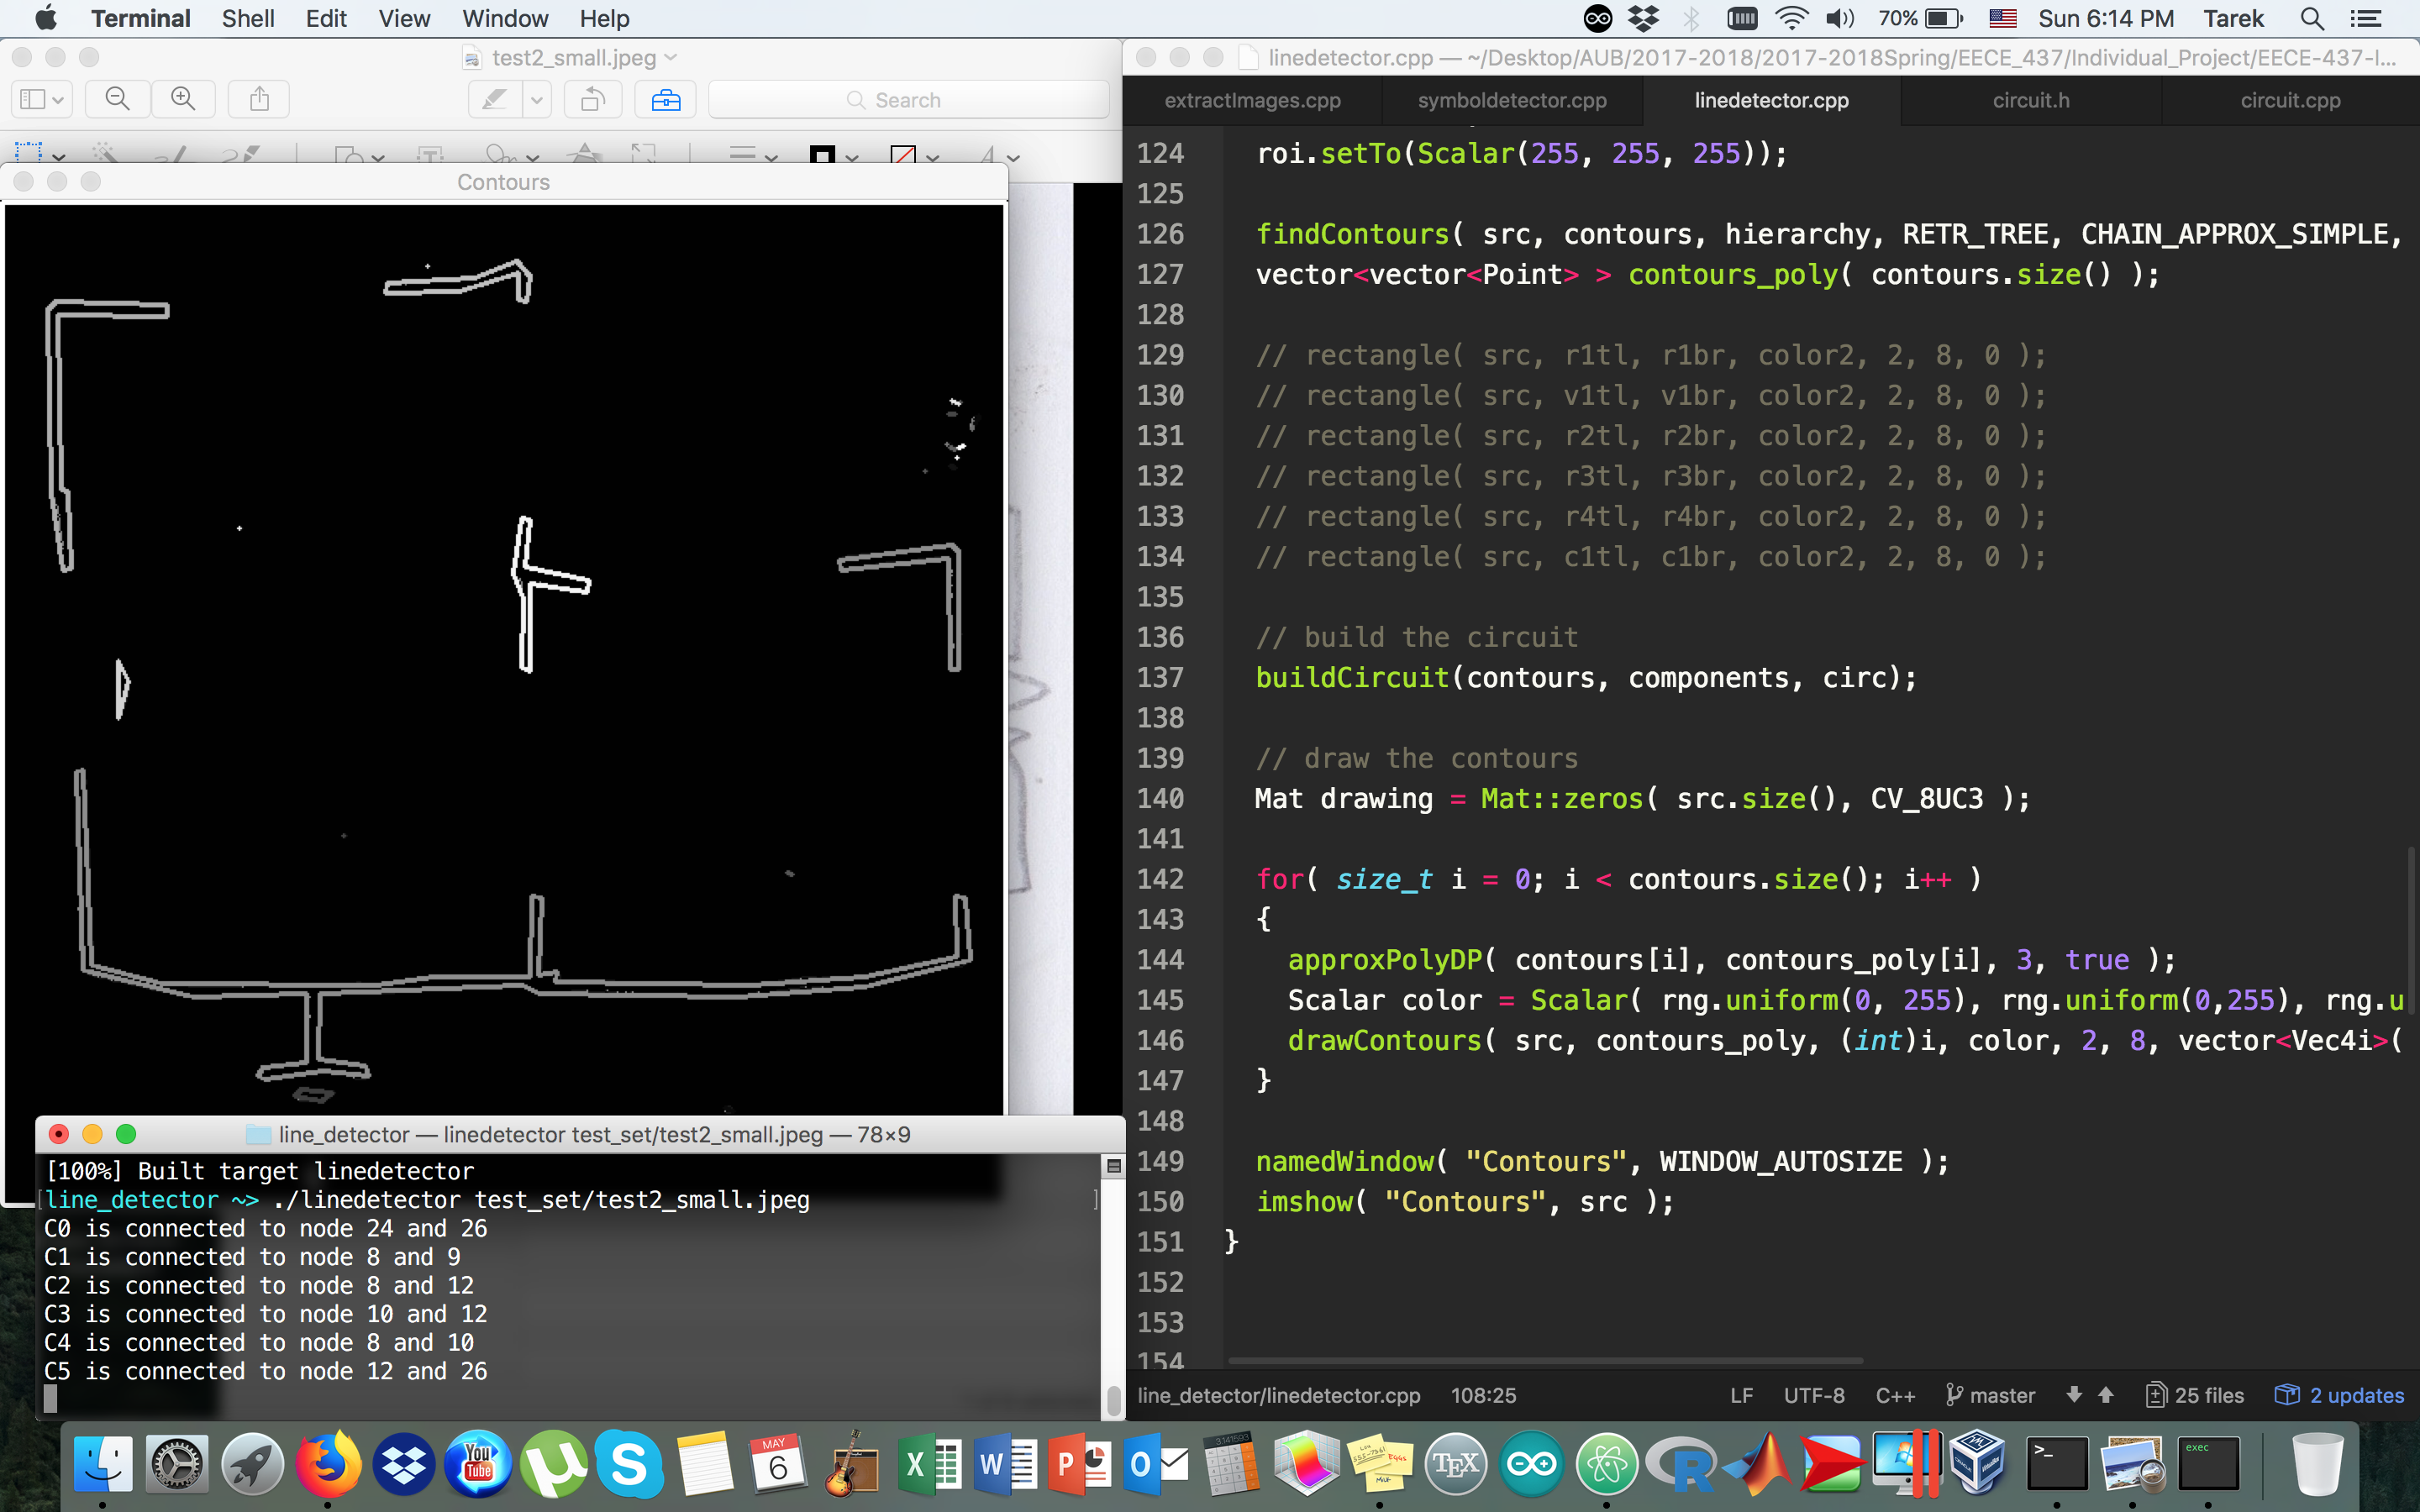 Terminal Shell Edit View Window Help 70% Sun 6:14 PM Tarek
test2_small.jpeg
Search
Contours
linedetector.cpp — ~/Desktop/AUB/2017-2018/2017-2018Spring/EECE_437/Individual_Project/EECE-437-I...
extractImages.cpp symboldetector.cpp linedetector.cpp circuit.h circuit.cpp
124 roi.setTo(Scalar(255, 255, 255));
125
126 findContours( src, contours, hierarchy, RETR_TREE, CHAIN_APPROX_SIMPLE,
127 vector<vector<Point> > contours_poly( contours.size() );
128
129 // rectangle( src, r1tl, r1br, color2, 2, 8, 0 );
130 // rectangle( src, v1tl, v1br, color2, 2, 8, 0 );
131 // rectangle( src, r2tl, r2br, color2, 2, 8, 0 );
132 // rectangle( src, r3tl, r3br, color2, 2, 8, 0 );
133 // rectangle( src, r4tl, r4br, color2, 2, 8, 0 );
134 // rectangle( src, c1tl, c1br, color2, 2, 8, 0 );
135
136 // build the circuit
137 buildCircuit(contours, components, circ);
138
139 // draw the contours
140 Mat drawing = Mat::zeros( src.size(), CV_8UC3 );
141
142 for( size_t i = 0; i < contours.size(); i++ )
143 {
144 approxPolyDP( contours[i], contours_poly[i], 3, true );
145 Scalar color = Scalar( rng.uniform(0, 255), rng.uniform(0,255), rng.u
146 drawContours( src, contours_poly, (int)i, color, 2, 8, vector<Vec4i>(
147 }
148
149 namedWindow( "Contours", WINDOW_AUTOSIZE );
150 imshow( "Contours", src );
151 }
152
153
154
line_detector/linedetector.cpp 108:25 LF UTF-8 C++ master 25 files 2 updates
line_detector — linedetector test_set/test2_small.jpeg — 78×9
[100%] Built target linedetector
[line_detector ~> ./linedetector test_set/test2_small.jpeg ]
C0 is connected to node 24 and 26
C1 is connected to node 8 and 9
C2 is connected to node 8 and 12
C3 is connected to node 10 and 12
C4 is connected to node 8 and 10
C5 is connected to node 12 and 26
You Tube
MAY
6
X W P O
3.141593
EGGS
MILK
TEX
R
>_
exec